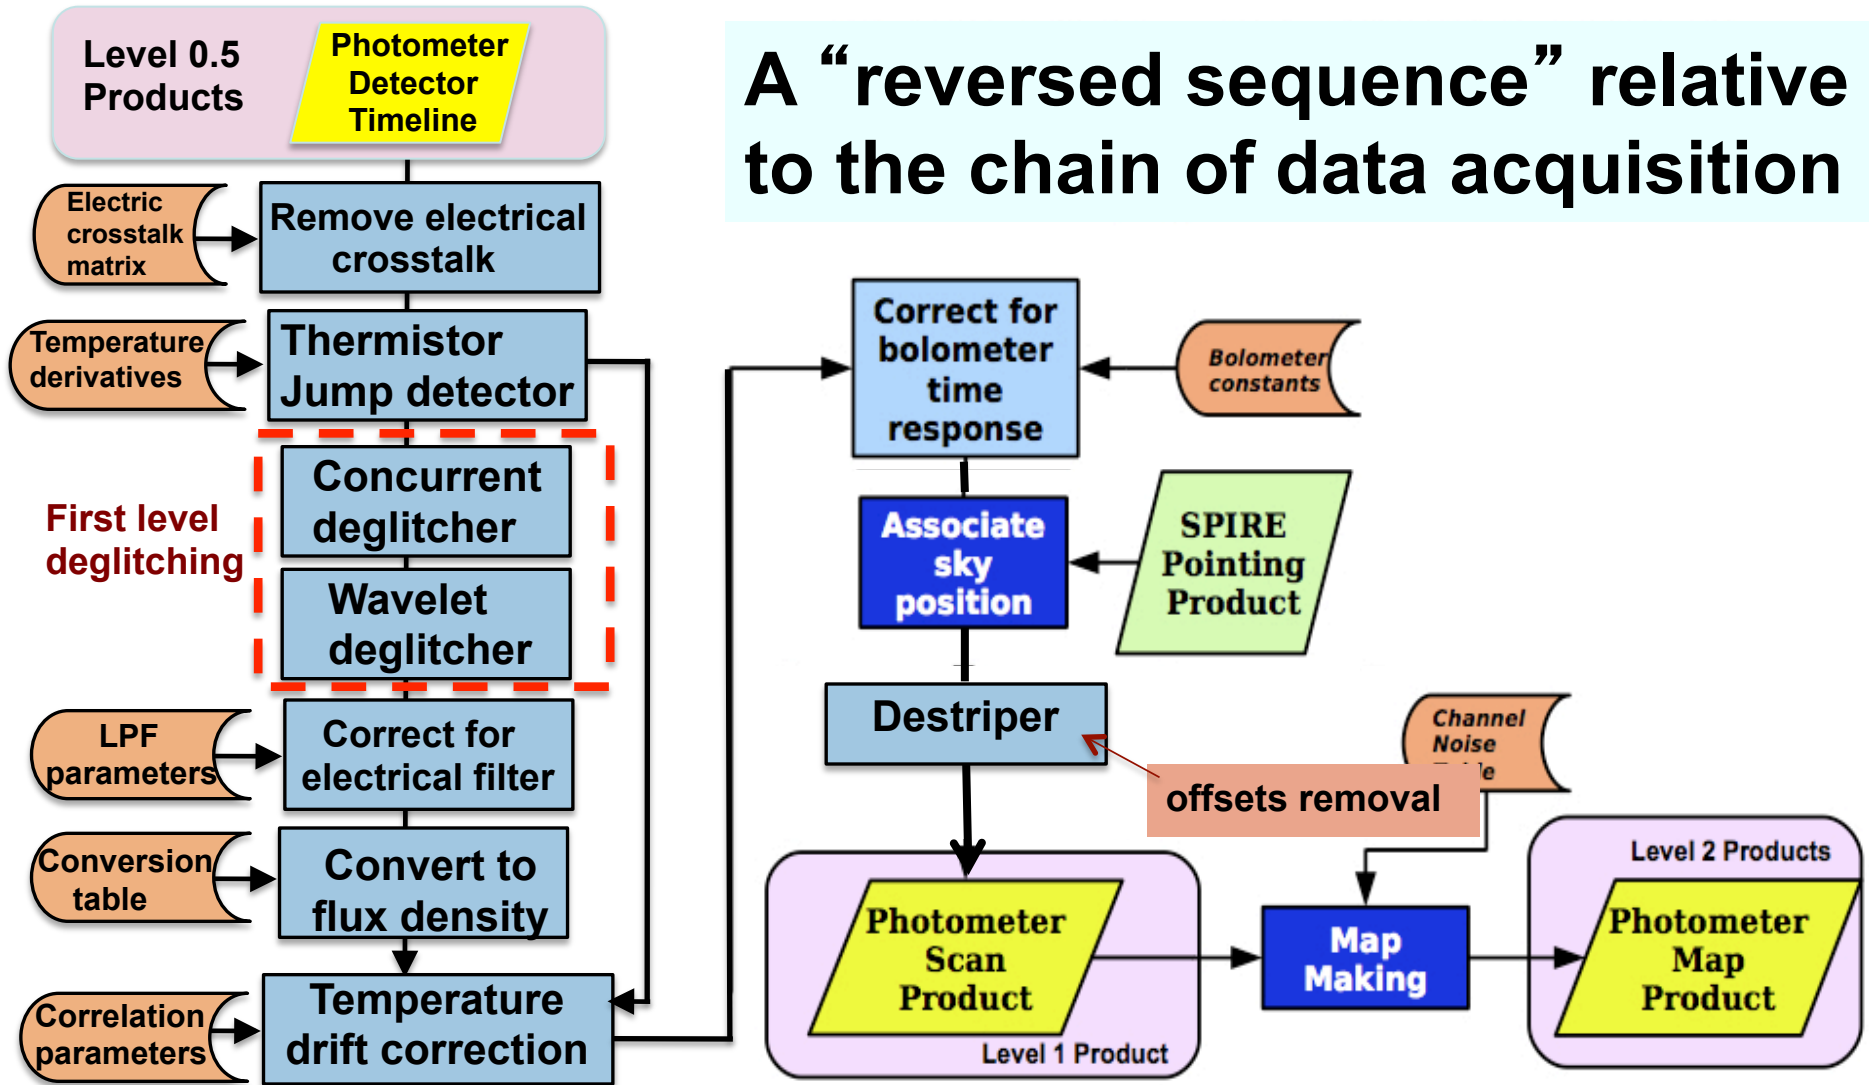 Level 0.5
Products
Photometer
Detector
Timeline
A “reversed sequence” relative
to the chain of data acquisition
Electric
crosstalk
matrix
Remove electrical
crosstalk
Temperature
derivatives
Thermistor
Jump detector
First level
deglitching
Concurrent
deglitcher
Wavelet
deglitcher
LPF
parameters
Correct for
electrical filter
Conversion
table
Convert to
flux density
Correlation
parameters
Temperature
drift correction
Correct for
bolometer
time
response
Bolometer
constants
Associate
sky
position
SPIRE
Pointing
Product
Destriper
offsets removal
Channel
Noise
Photometer
Scan
Product
Level 1 Product
Map
Making
Level 2 Products
Photometer
Map
Product